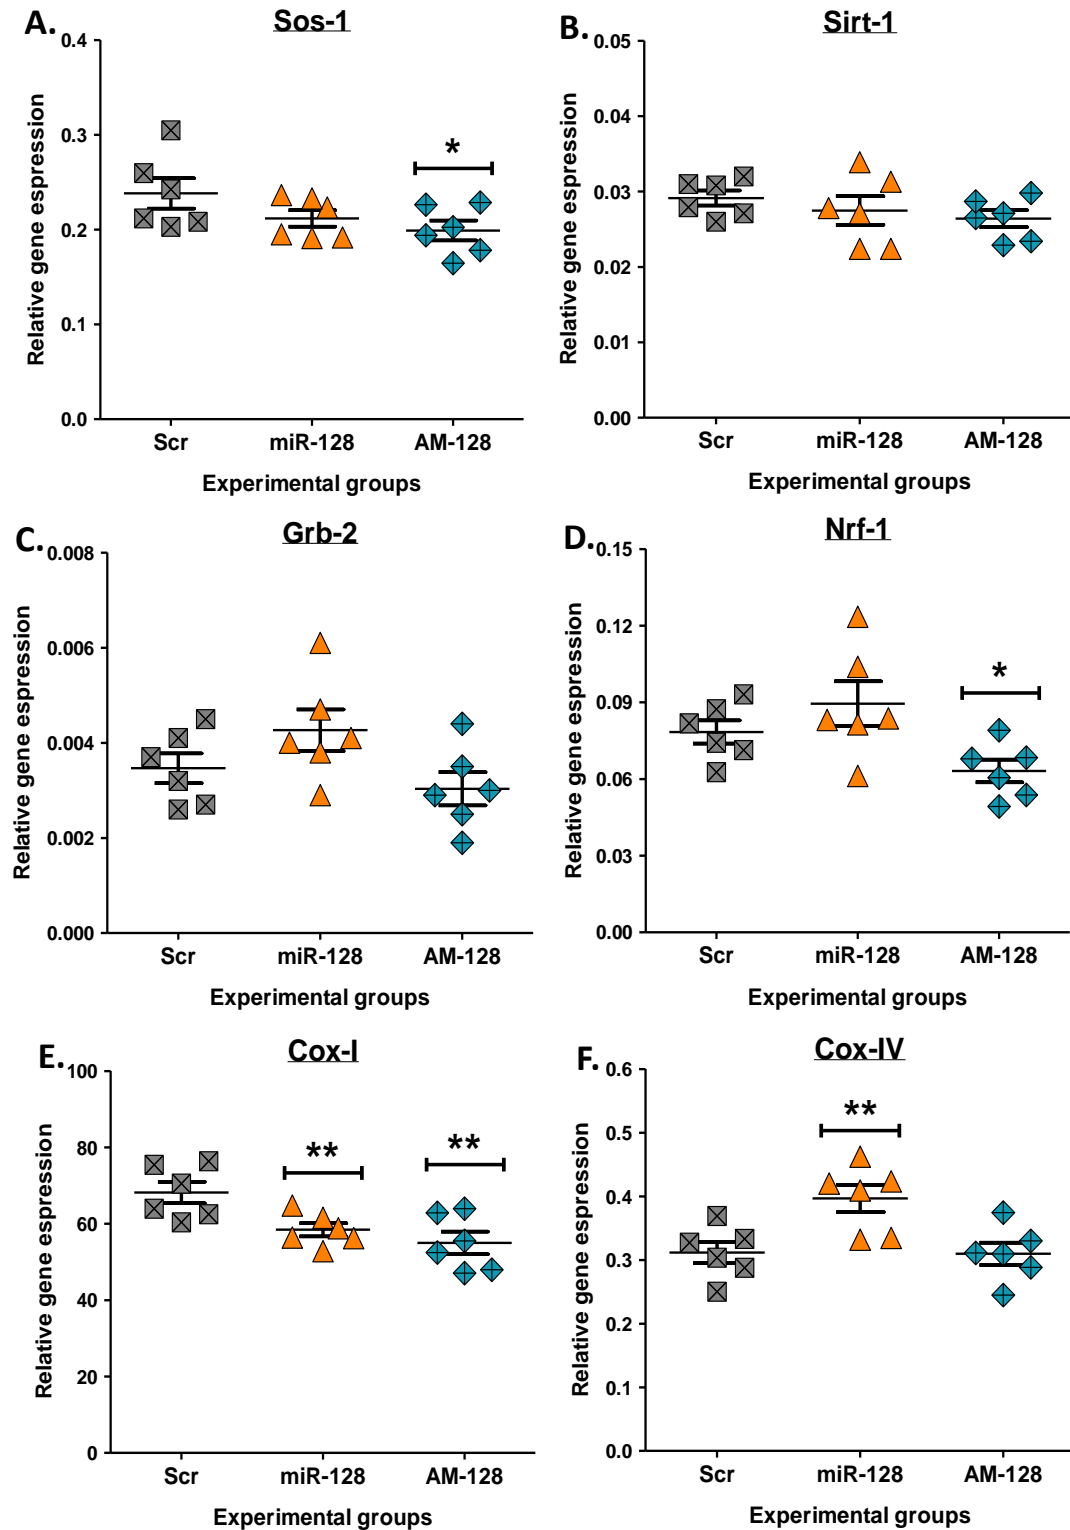 A.
Sos-1
Relative gene espression
0.4
0.3
0.2
0.1
0.0
*
Scr miR-128 AM-128
Experimental groups
B.
Sirt-1
Relative gene espression
0.05
0.04
0.03
0.02
0.01
0.00
Scr miR-128 AM-128
Experimental groups
C.
Grb-2
Relative gene espression
0.008
0.006
0.004
0.002
0.000
Scr miR-128 AM-128
Experimental groups
D.
Nrf-1
Relative gene espression
0.15
0.12
0.09
0.06
0.03
0.00
*
Scr miR-128 AM-128
Experimental groups
E.
Cox-I
Relative gene espression
100
80
60
40
20
0
** **
Scr miR-128 AM-128
Experimental groups
F.
Cox-IV
Relative gene espression
0.6
0.5
0.4
0.3
0.2
0.1
0.0
**
Scr miR-128 AM-128
Experimental groups